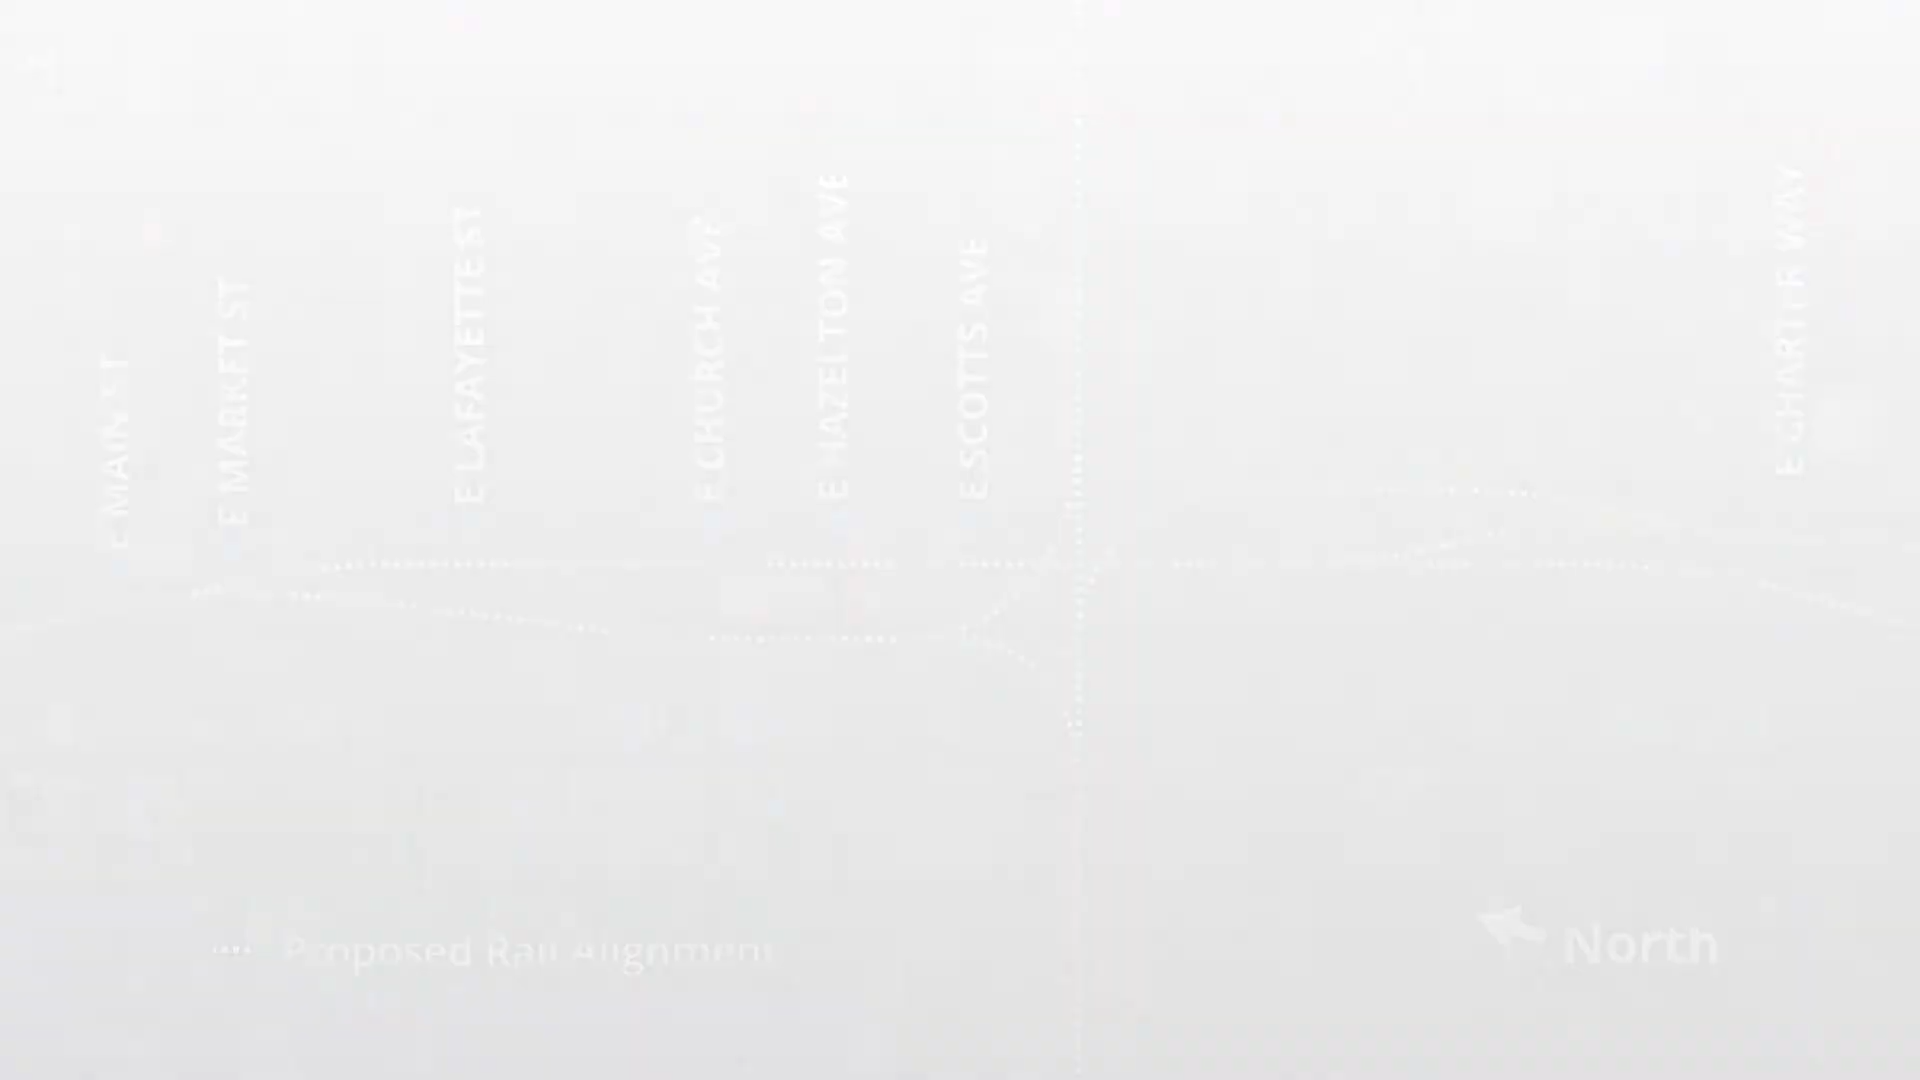 E MAIN ST
E MARKET ST
E LAFAYETTE ST
E CHURCH AVE
E HAZELTON AVE
E SCOTTS AVE
E CHARTER WAY
Proposed Rail Alignment
North